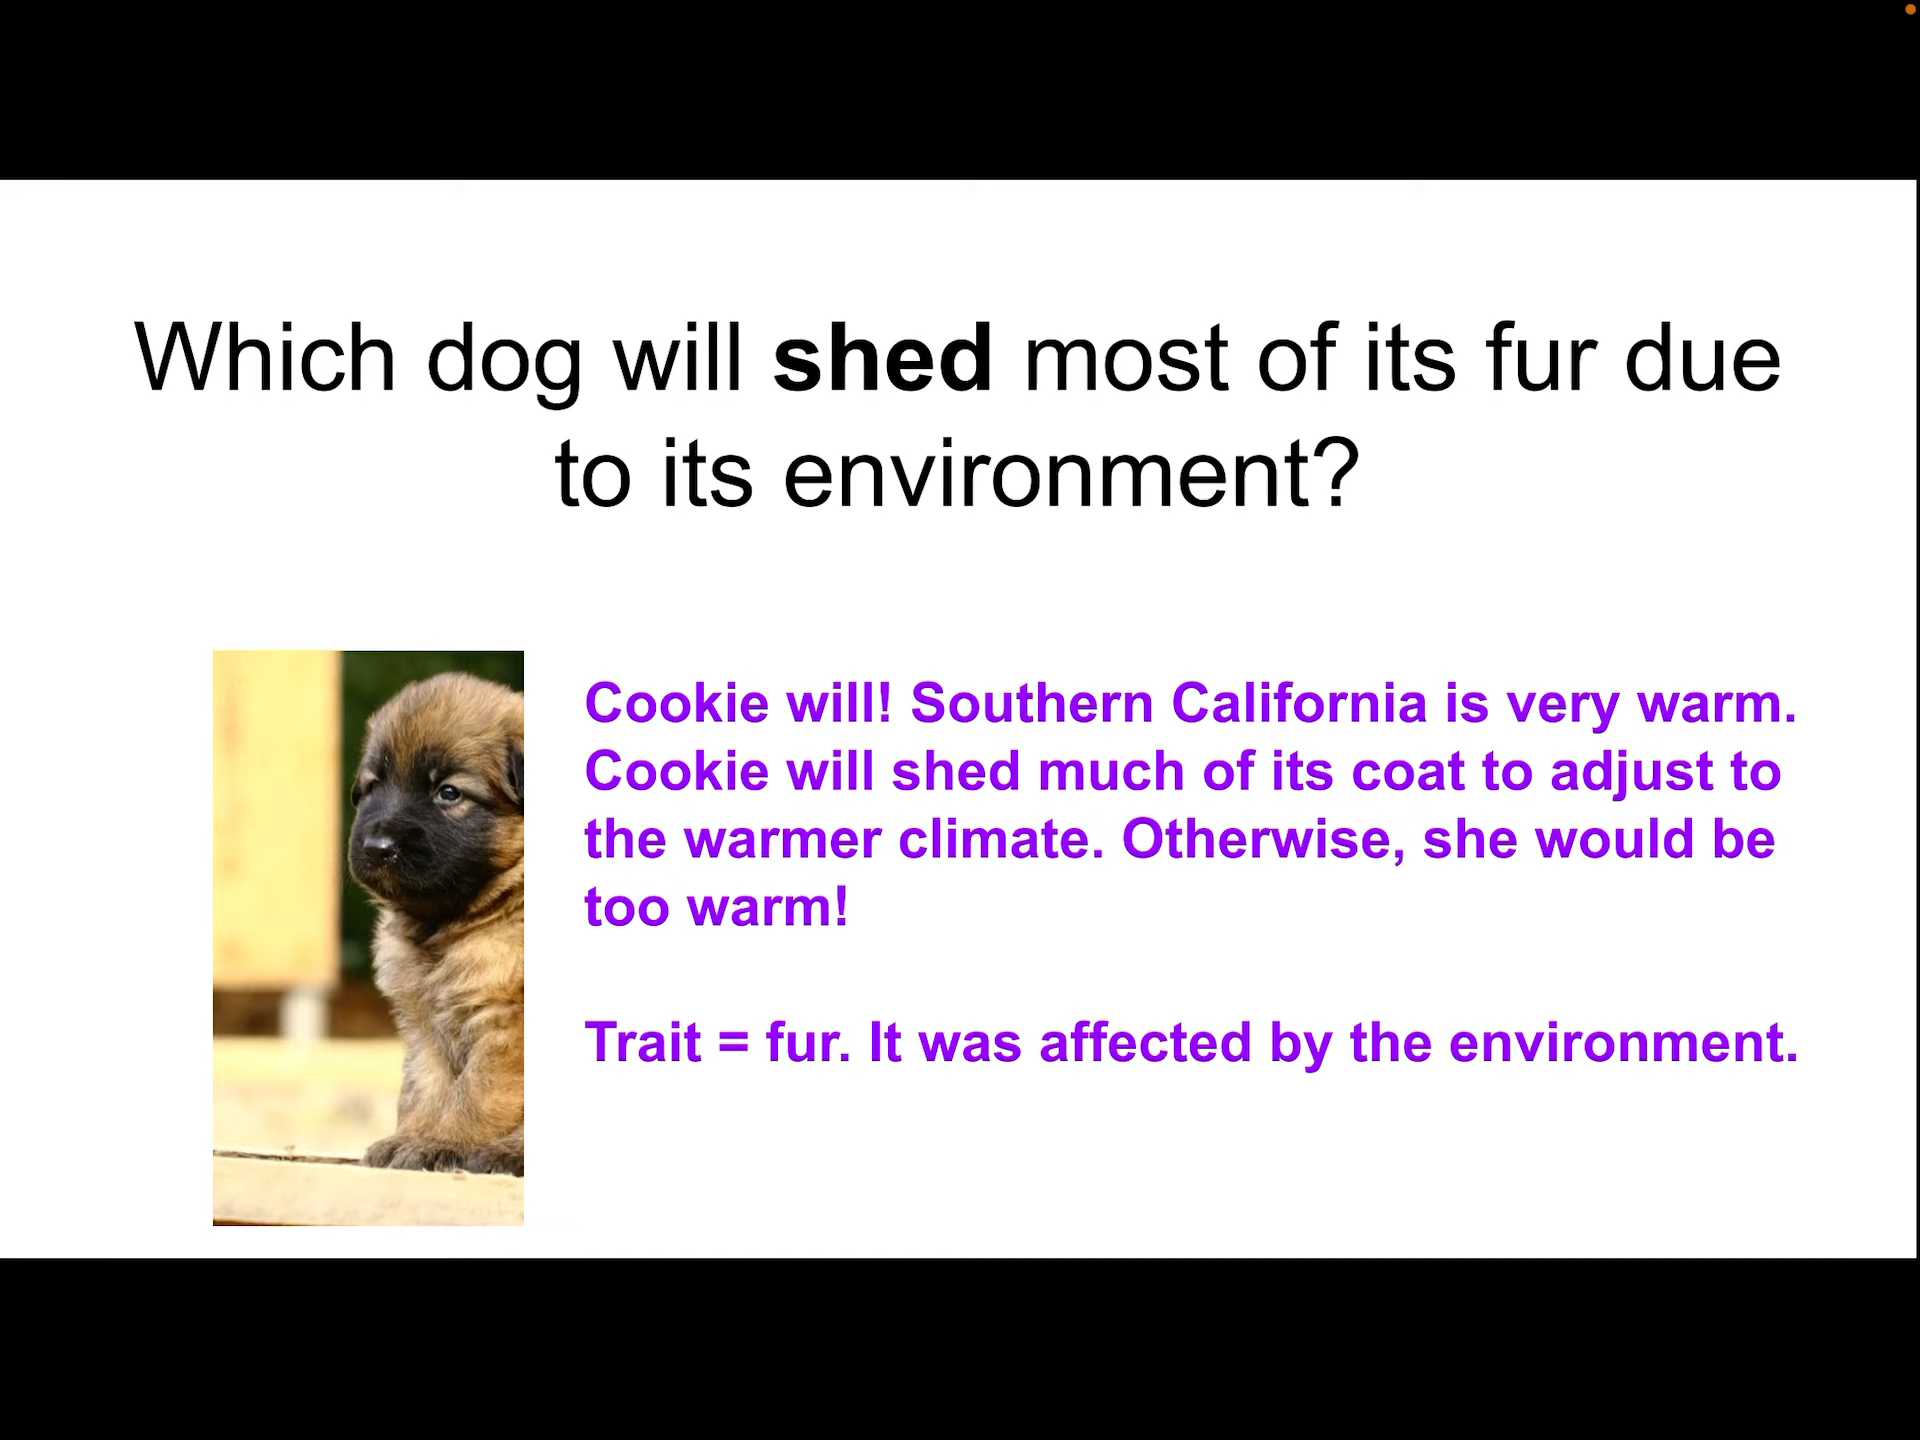 Which dog will shed most of its fur due
to its environment?
Cookie will! Southern California is very warm.
Cookie will shed much of its coat to adjust to
the warmer climate. Otherwise, she would be
too warm!
Trait = fur. It was affected by the environment.